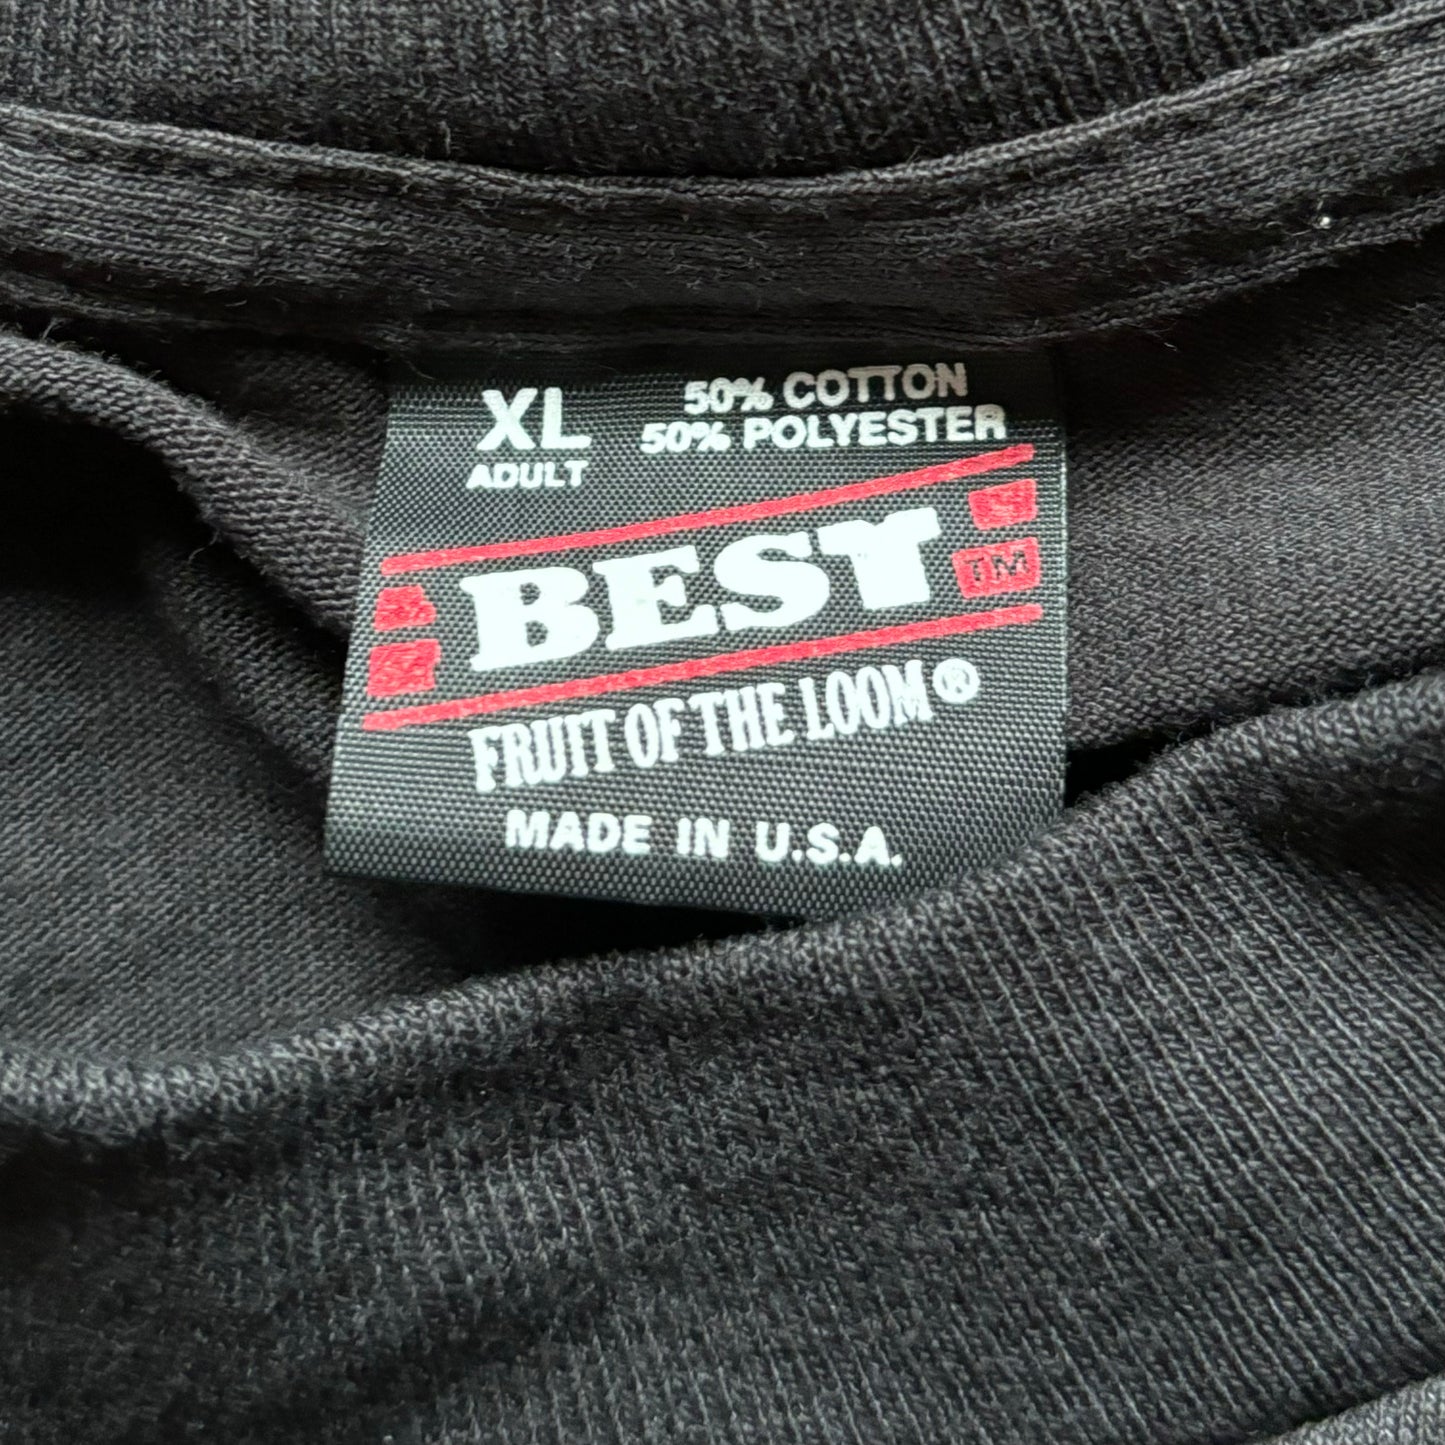 XL
ADULT
50% COTTON
50% POLYESTER
BEST
TM
FRUIT OF THE LOOM®
MADE IN U.S.A.